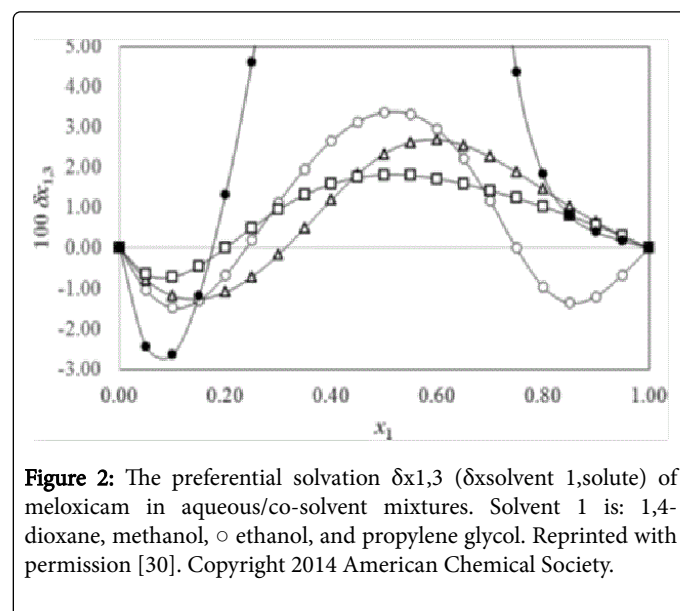 5.00
4.00
3.00
2.00
1.00
0.00
-1.00
-2.00
-3.00
100 δx1,3
0.00 0.20 0.40 0.60 0.80 1.00
x1
Figure 2: The preferential solvation δx1,3 (δxsolvent 1,solute) of
meloxicam in aqueous/co-solvent mixtures. Solvent 1 is: 1,4-
dioxane, methanol, ○ ethanol, and propylene glycol. Reprinted with
permission [30]. Copyright 2014 American Chemical Society.